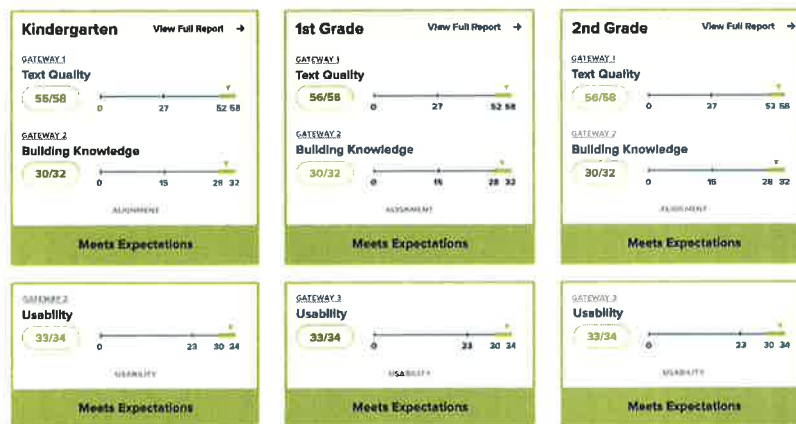 Kindergarten View Full Report →
GATEWAY 1
Text Quality
56/58
0 27 52 58
GATEWAY 2
Building Knowledge
30/32
0 15 28 32
ALIGNMENT
Meets Expectations
GATEWAY 3
Usability
33/34
0 23 30 34
USABILITY
Meets Expectations
1st Grade View Full Report →
GATEWAY 1
Text Quality
56/58
0 27 52 58
GATEWAY 2
Building Knowledge
30/32
0 15 28 32
ALIGNMENT
Meets Expectations
GATEWAY 3
Usability
33/34
0 23 30 34
USABILITY
Meets Expectations
2nd Grade View Full Report →
GATEWAY 1
Text Quality
56/58
0 27 52 58
GATEWAY 2
Building Knowledge
30/32
0 15 28 32
ALIGNMENT
Meets Expectations
GATEWAY 3
Usability
33/34
0 23 30 34
USABILITY
Meets Expectations